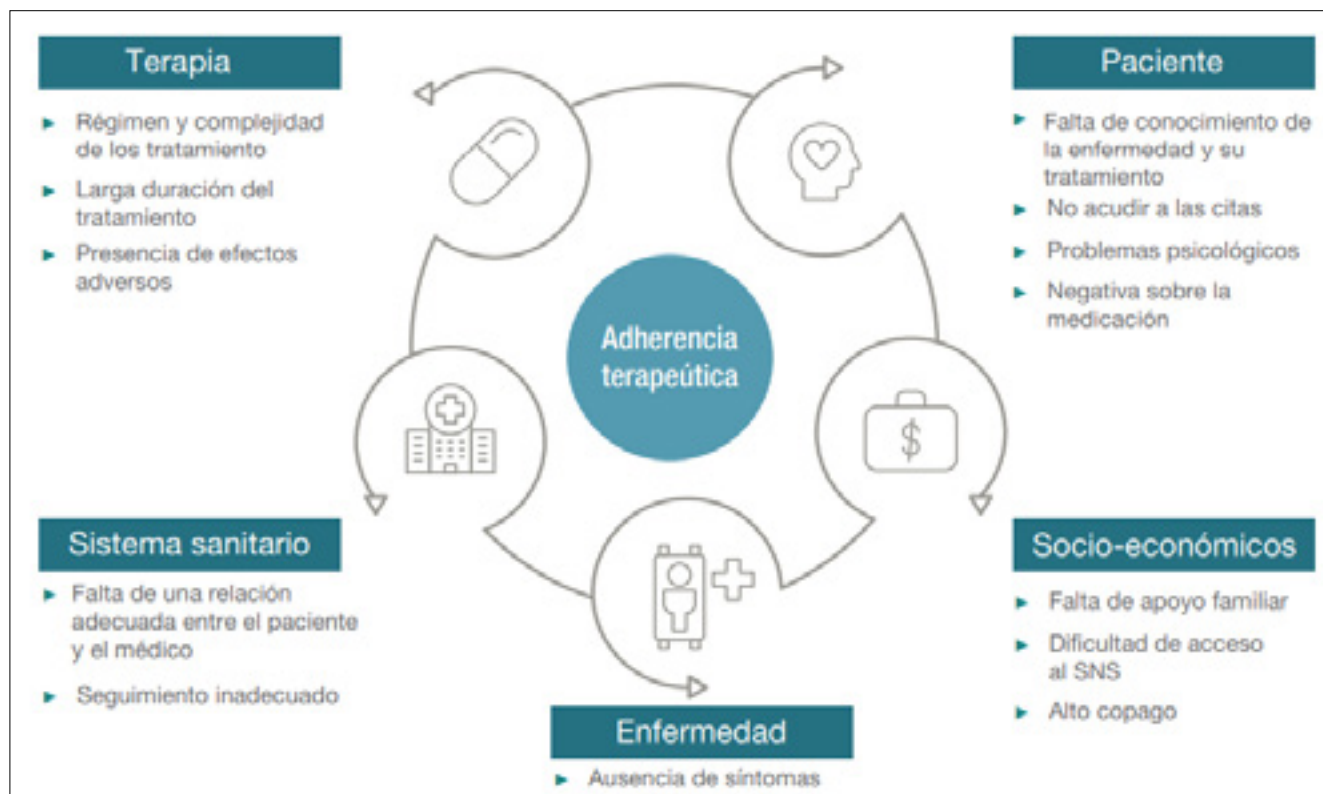 Terapia
Régimen y complejidad
de los tratamiento
Larga duración del
tratamiento
Presencia de efectos
adversos
Paciente
Falta de conocimiento de
la enfermedad y su
tratamiento
No acudir a las citas
Problemas psicológicos
Negativa sobre la
medicación
Adherencia
terapeútica
$
Sistema sanitario
Falta de una relación
adecuada entre el paciente
y el médico
Seguimiento inadecuado
Socio-económicos
Falta de apoyo familiar
Dificultad de acceso
al SNS
Alto copago
Enfermedad
Ausencia de síntomas